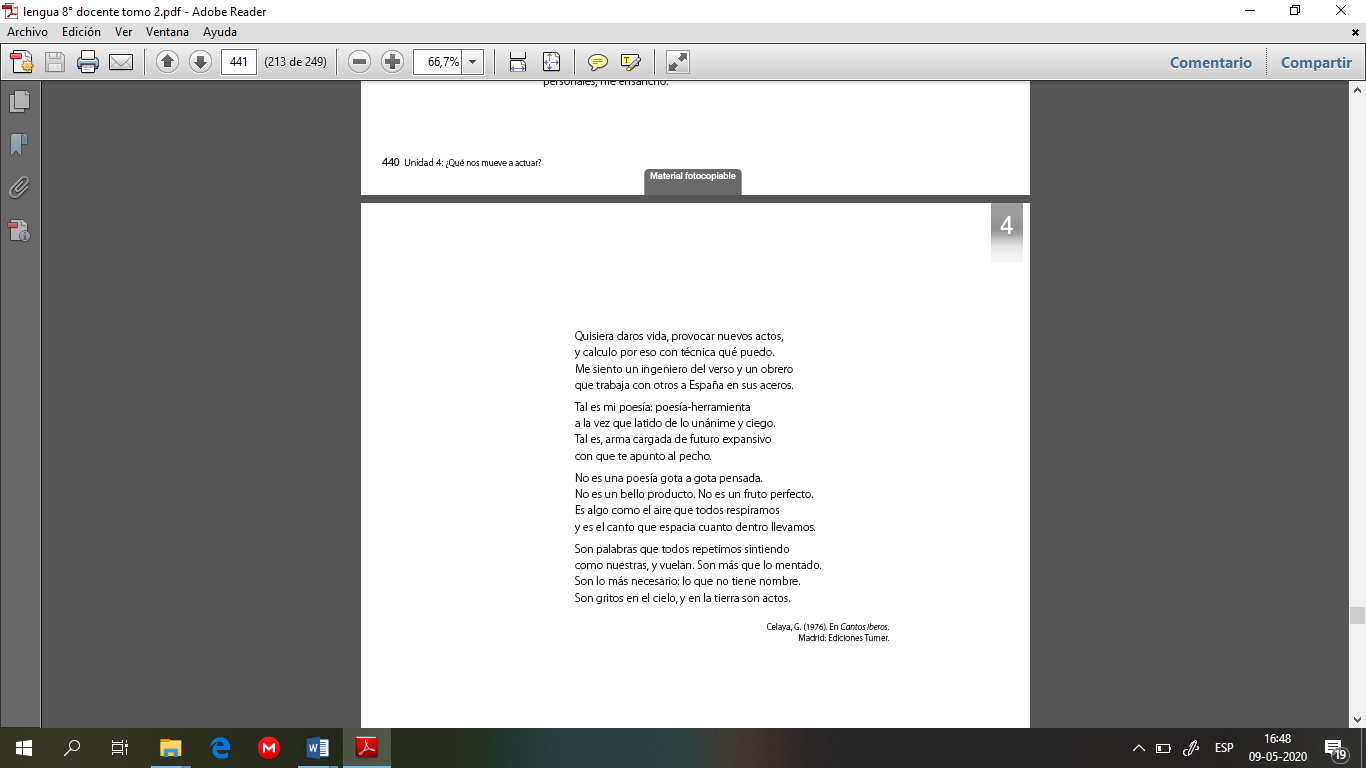 lengua 8° docente tomo 2.pdf - Adobe Reader
Archivo Edición Ver Ventana Ayuda
441 (213 de 249) 66,7% Comentario Compartir
personales, me ensancho.
440 Unidad 4: ¿Qué nos mueve a actuar?
Material fotocopiable
4
Quisiera daros vida, provocar nuevos actos,
y calculo por eso con técnica qué puedo.
Me siento un ingeniero del verso y un obrero
que trabaja con otros a España en sus aceros.
Tal es mi poesía: poesía-herramienta
a la vez que latido de lo unánime y ciego.
Tal es, arma cargada de futuro expansivo
con que te apunto al pecho.
No es una poesía gota a gota pensada.
No es un bello producto. No es un fruto perfecto.
Es algo como el aire que todos respiramos
y es el canto que espacia cuanto dentro llevamos.
Son palabras que todos repetimos sintiendo
como nuestras, y vuelan. Son más que lo mentado.
Son lo más necesario: lo que no tiene nombre.
Son gritos en el cielo, y en la tierra son actos.
Celaya, G. (1976). En Cantos Iberos.
Madrid: Ediciones Turner.
ESP
16:48
09-05-2020
19